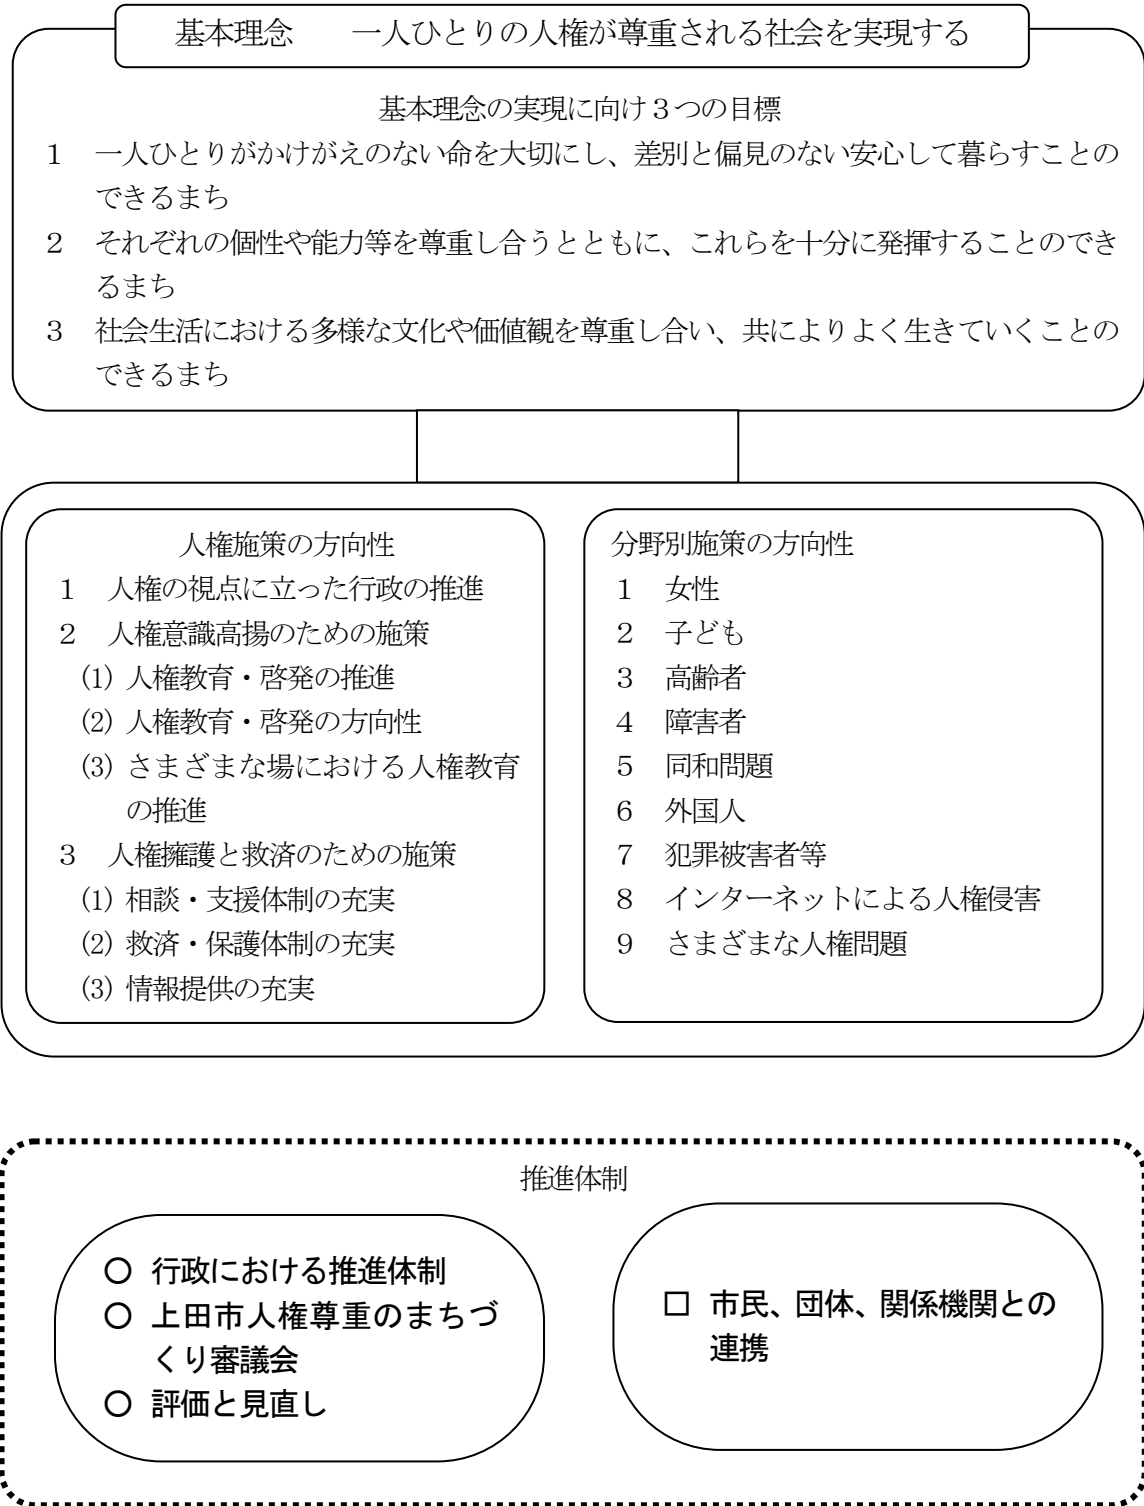 基本理念　　一人ひとりの人権が尊重される社会を実現する
基本理念の実現に向け３つの目標
１　一人ひとりがかけがえのない命を大切にし、差別と偏見のない安心して暮らすことの
できるまち
２　それぞれの個性や能力等を尊重し合うとともに、これらを十分に発揮することのでき
るまち
３　社会生活における多様な文化や価値観を尊重し合い、共によりよく生きていくことの
できるまち
人権施策の方向性
１　人権の視点に立った行政の推進
２　人権意識高揚のための施策
(1) 人権教育・啓発の推進
(2) 人権教育・啓発の方向性
(3) さまざまな場における人権教育
の推進
３　人権擁護と救済のための施策
(1) 相談・支援体制の充実
(2) 救済・保護体制の充実
(3) 情報提供の充実
分野別施策の方向性
１　女性
２　子ども
３　高齢者
４　障害者
５　同和問題
６　外国人
７　犯罪被害者等
８　インターネットによる人権侵害
９　さまざまな人権問題
推進体制
○ 行政における推進体制
○ 上田市人権尊重のまちづ
くり審議会
○ 評価と見直し
□ 市民、団体、関係機関との
連携